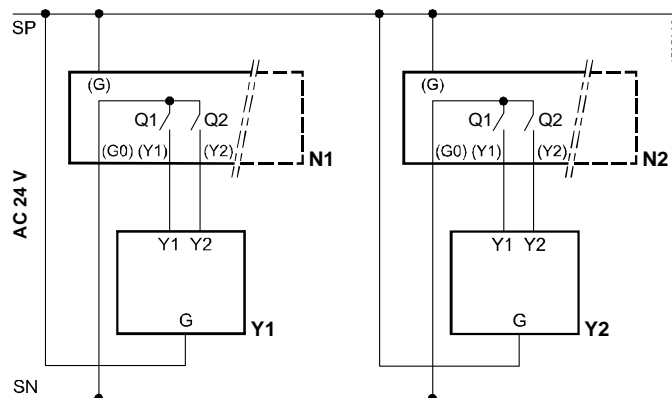 SP
(G) (G)
Q1 Q2 Q1 Q2
(G0) (Y1) (Y2) N1 (G0) (Y1) (Y2) N2
AC 24 V
Y1 Y2 Y1 Y2
G Y1 G Y2
SN